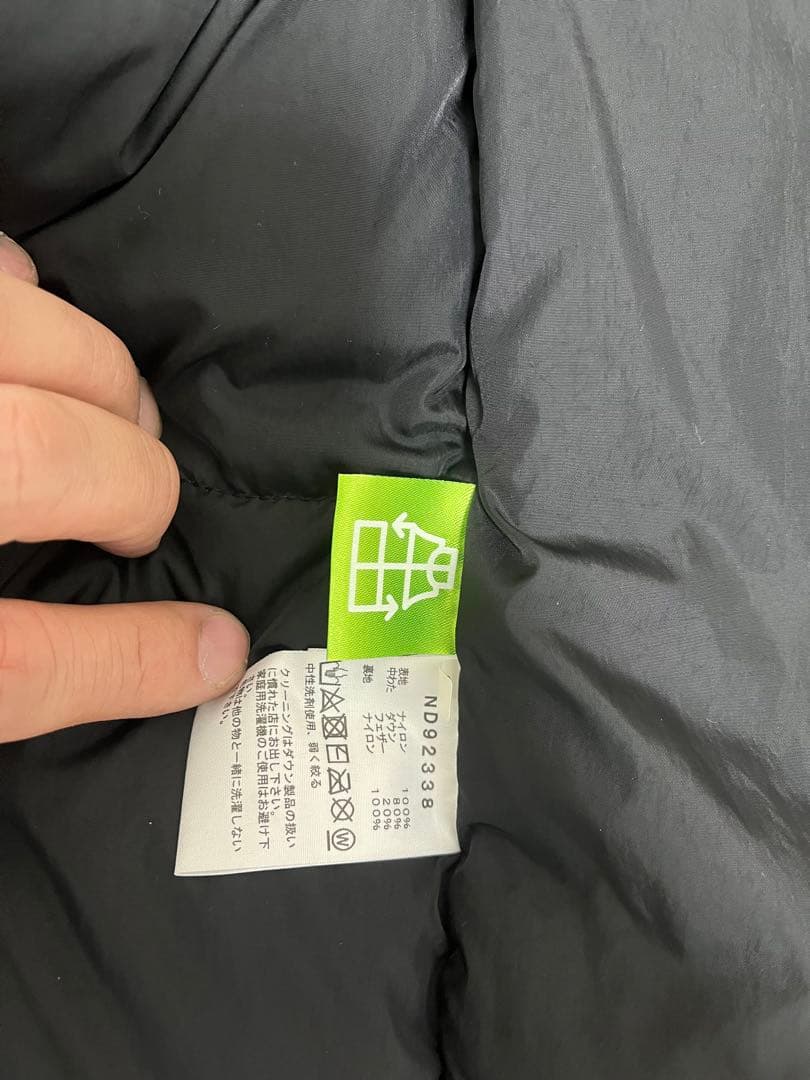 ND92338
表地 ナイロン 100%
中わた ダウン 80%
フェザー 20%
裏地 ナイロン 100%
W
中性洗剤使用、弱く絞る
クリーニングはダウン製品の扱い
に慣れた店にお出し下さい。
家庭用洗濯機のご使用はお避け下
さい。
は他の物と一緒に洗濯しない
さい。